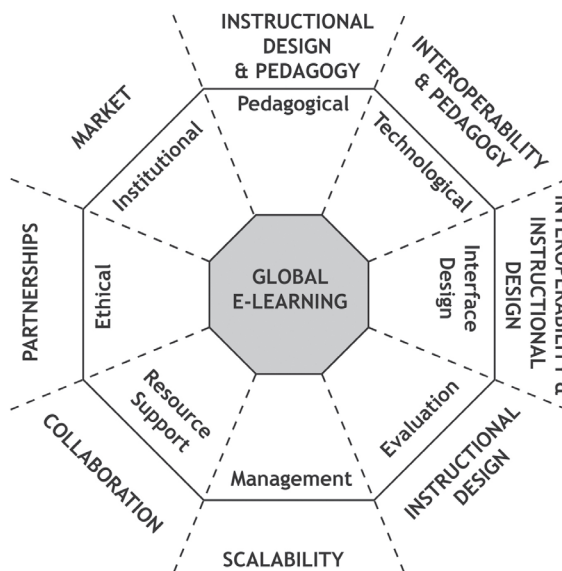 INSTRUCTIONAL
DESIGN
& PEDAGOGY
Pedagogical
INTEROPERABILITY
& PEDAGOGY
Technological
INTEROPERABILITY &
INSTRUCTIONAL
DESIGN
Interface
Design
INSTRUCTIONAL
DESIGN
Evaluation
SCALABILITY
Management
COLLABORATION
Resource
Support
PARTNERSHIPS
Ethical
MARKET
Institutional
GLOBAL
E-LEARNING